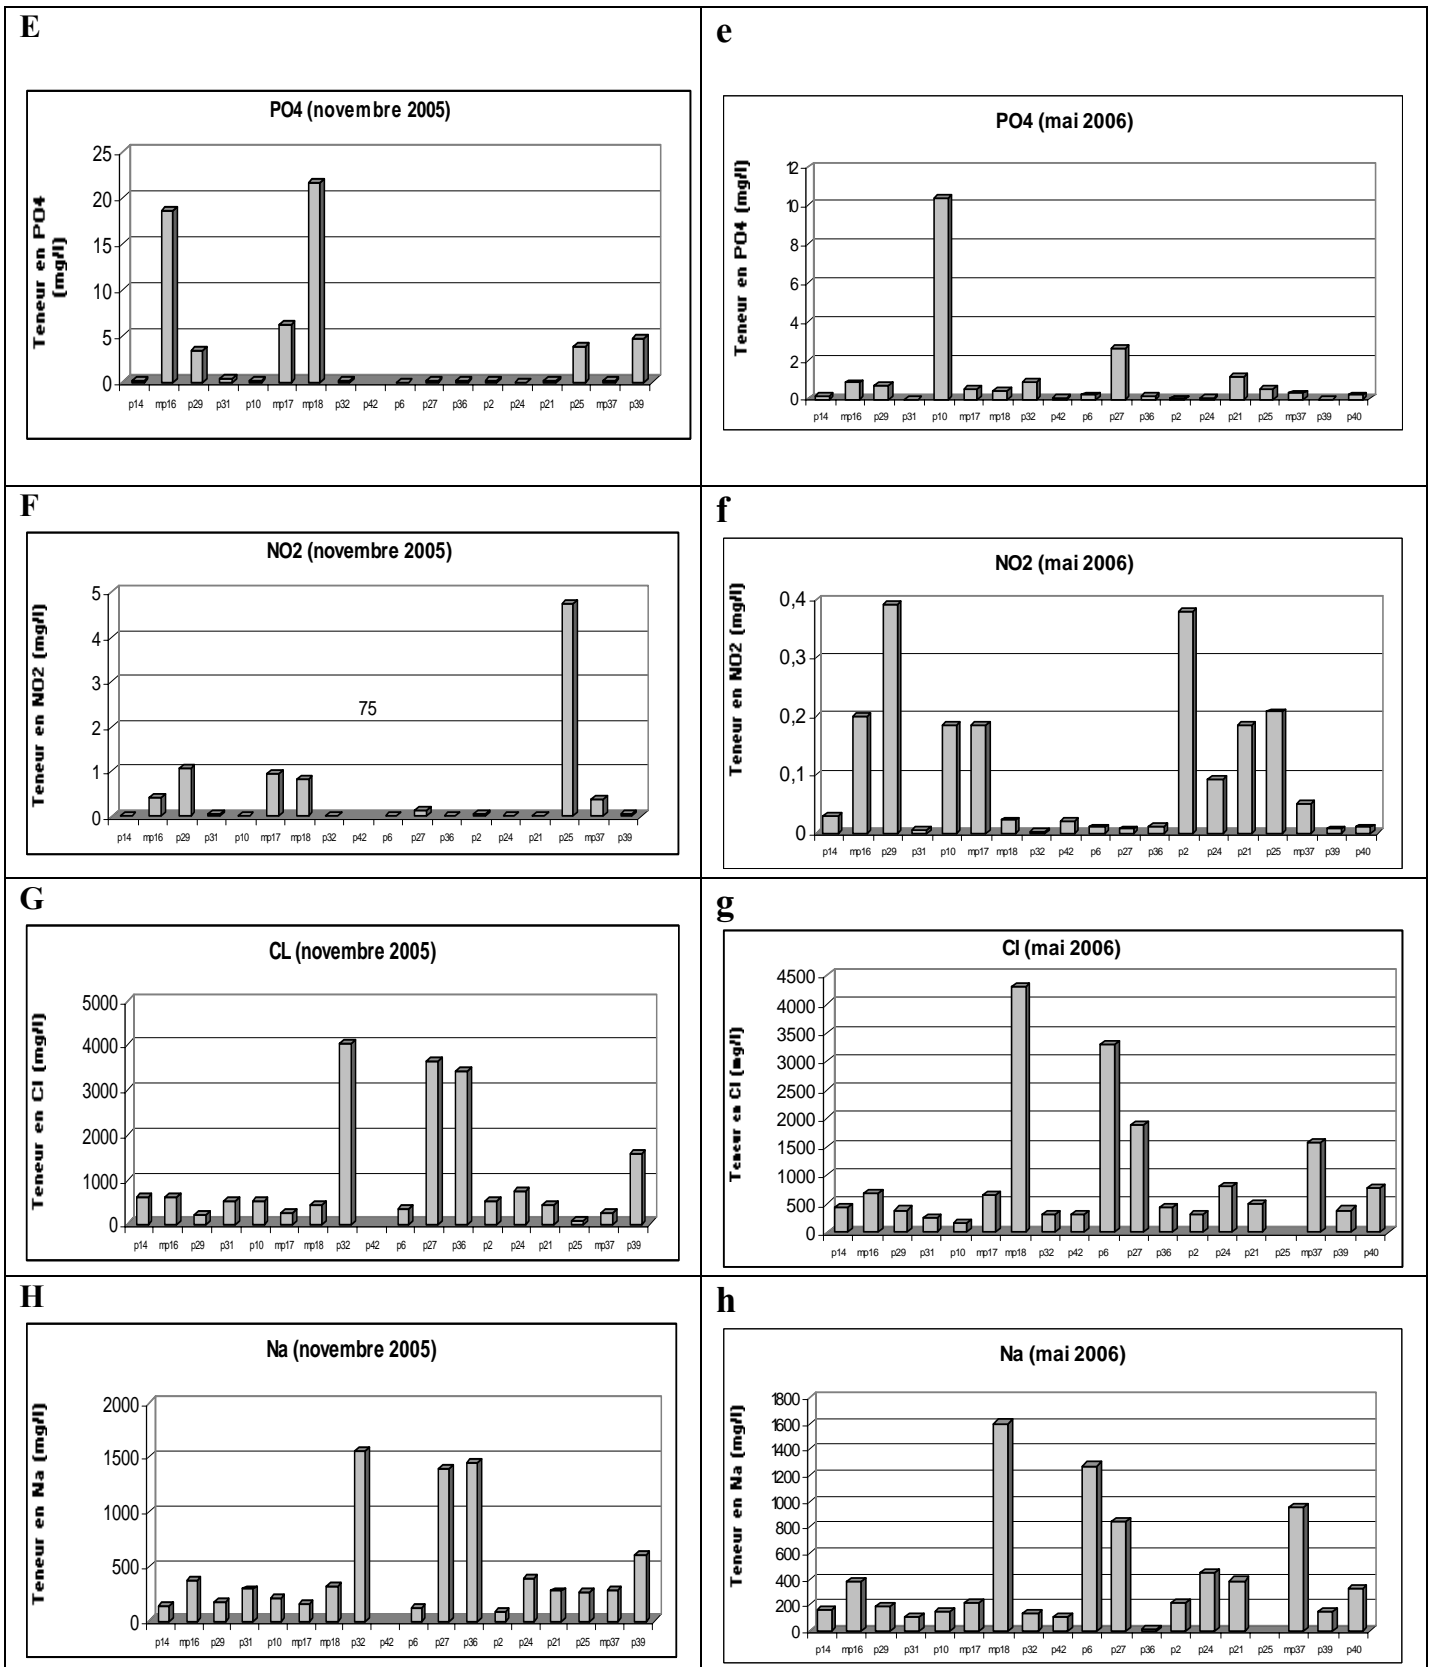 E
PO4 (novembre 2005)
Teneur en PO4
(mg/l)
25
20
15
10
5
0
p14 mp16 p29 p31 p10 mp17 mp18 p32 p42 p6 p27 p36 p2 p24 p21 p25 mp37 p39
e
PO4 (mai 2006)
Teneur en PO4 (mg/l)
12
10
8
6
4
2
0
p14 mp16 p29 p31 p10 mp17 mp18 p32 p42 p6 p27 p36 p2 p24 p21 p25 mp37 p39 p40
F
NO2 (novembre 2005)
Teneur en NO2 (mg/l)
5
4
3
2
1
0
75
p14 mp16 p29 p31 p10 mp17 mp18 p32 p42 p6 p27 p36 p2 p24 p21 p25 mp37 p39
f
NO2 (mai 2006)
Teneur en NO2 (mg/l)
0,4
0,3
0,2
0,1
0
p14 mp16 p29 p31 p10 mp17 mp18 p32 p42 p6 p27 p36 p2 p24 p21 p25 mp37 p39 p40
G
CL (novembre 2005)
Teneur en Cl (mg/l)
5000
4000
3000
2000
1000
0
p14 mp16 p29 p31 p10 mp17 mp18 p32 p42 p6 p27 p36 p2 p24 p21 p25 mp37 p39
g
Cl (mai 2006)
Teneur en Cl (mg/l)
4500
4000
3500
3000
2500
2000
1500
1000
500
0
p14 mp16 p29 p31 p10 mp17 mp18 p32 p42 p6 p27 p36 p2 p24 p21 p25 mp37 p39 p40
H
Na (novembre 2005)
Teneur en Na (mg/l)
2000
1500
1000
500
0
p14 mp16 p29 p31 p10 mp17 mp18 p32 p42 p6 p27 p36 p2 p24 p21 p25 mp37 p39
h
Na (mai 2006)
Teneur en Na (mg/l)
1800
1600
1400
1200
1000
800
600
400
200
0
p14 mp16 p29 p31 p10 mp17 mp18 p32 p42 p6 p27 p36 p2 p24 p21 p25 mp37 p39 p40